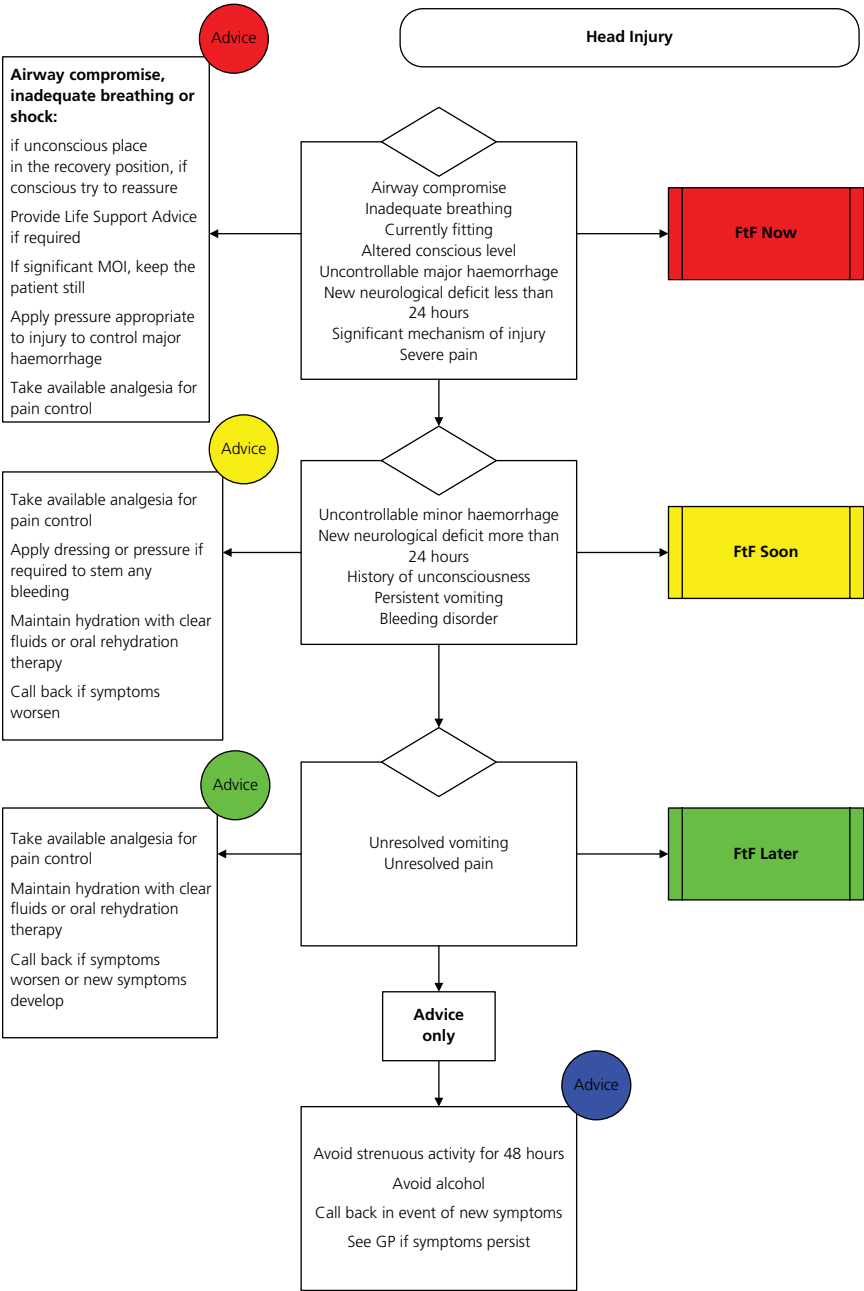 Head Injury
Advice
Airway compromise,
inadequate breathing or
shock:
if unconscious place
in the recovery position, if
conscious try to reassure
Provide Life Support Advice
if required
If significant MOI, keep the
patient still
Apply pressure appropriate
to injury to control major
haemorrhage
Take available analgesia for
pain control
Airway compromise
Inadequate breathing
Currently fitting
Altered conscious level
Uncontrollable major haemorrhage
New neurological deficit less than
24 hours
Significant mechanism of injury
Severe pain
FtF Now
Advice
Take available analgesia for
pain control
Apply dressing or pressure if
required to stem any
bleeding
Maintain hydration with clear
fluids or oral rehydration
therapy
Call back if symptoms
worsen
Uncontrollable minor haemorrhage
New neurological deficit more than
24 hours
History of unconsciousness
Persistent vomiting
Bleeding disorder
FtF Soon
Advice
Take available analgesia for
pain control
Maintain hydration with clear
fluids or oral rehydration
therapy
Call back if symptoms
worsen or new symptoms
develop
Unresolved vomiting
Unresolved pain
FtF Later
Advice
only
Advice
Avoid strenuous activity for 48 hours
Avoid alcohol
Call back in event of new symptoms
See GP if symptoms persist